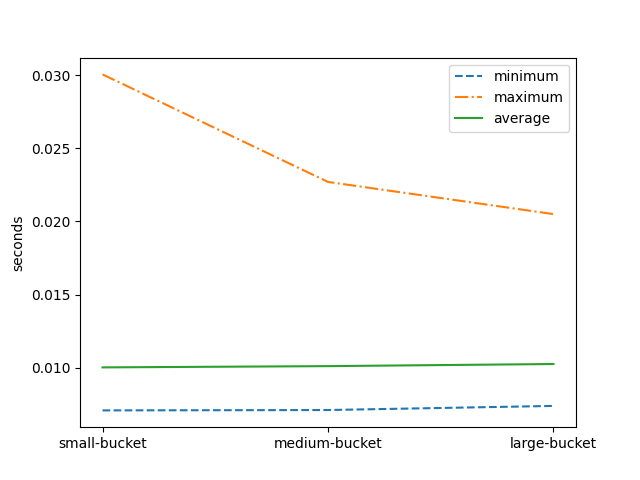 minimum
maximum
average
0.030
0.025
0.020
0.015
0.010
seconds
small-bucket
medium-bucket
large-bucket